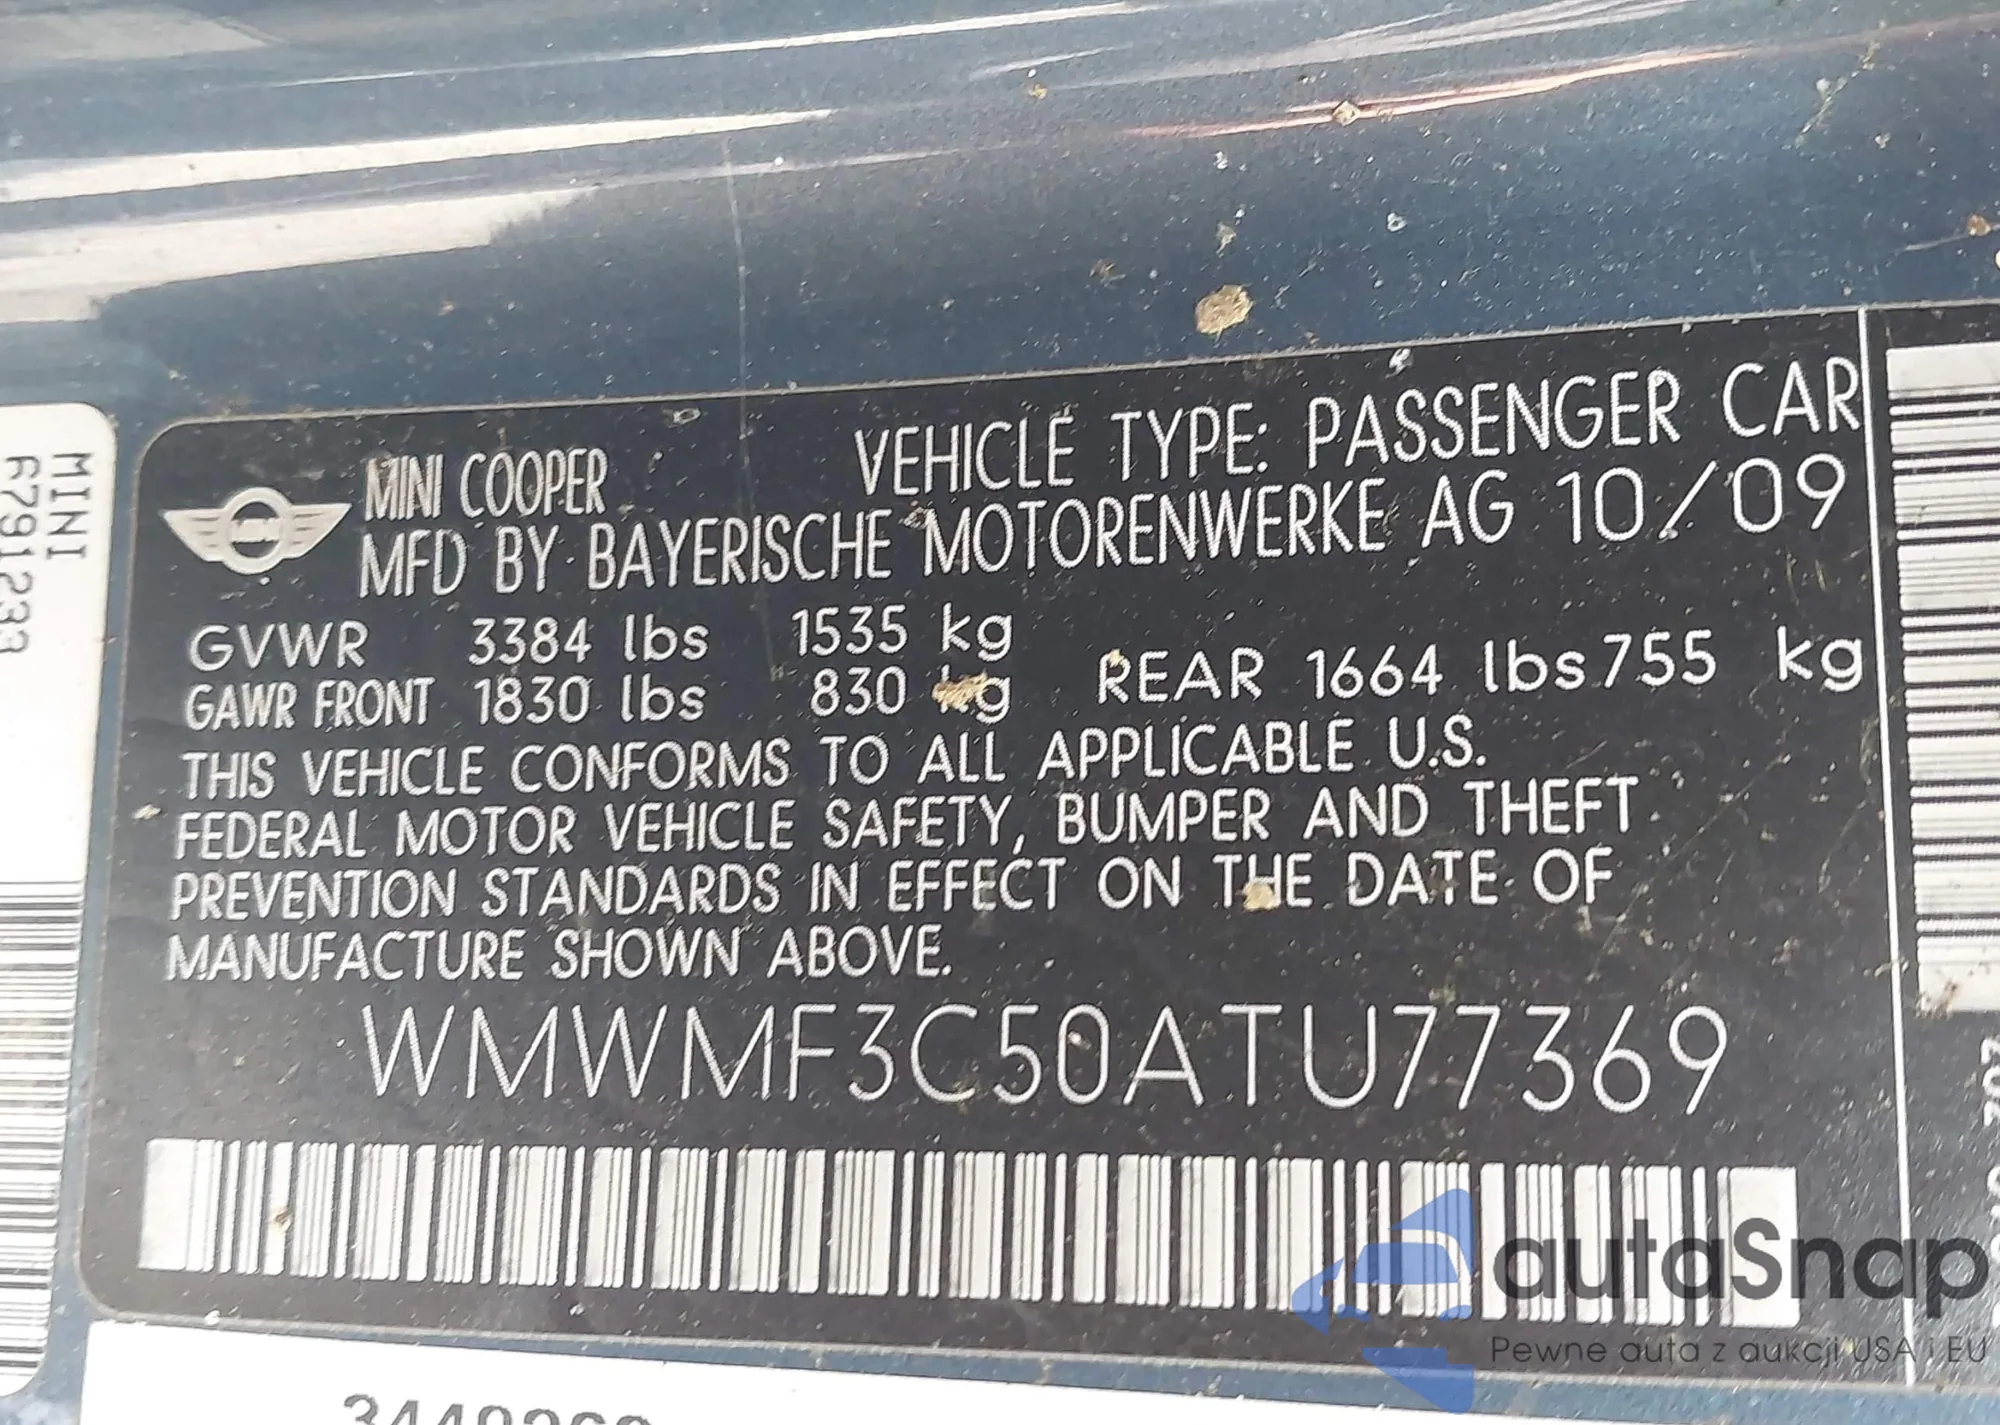 MINI COOPER VEHICLE TYPE: PASSENGER CAR
MFD BY BAYERISCHE MOTORENWERKE AG 10/09
GVWR 3384 lbs 1535 kg
GAWR FRONT 1830 lbs 830 kg REAR 1664 lbs 755 kg
THIS VEHICLE CONFORMS TO ALL APPLICABLE U.S.
FEDERAL MOTOR VEHICLE SAFETY, BUMPER AND THEFT
PREVENTION STANDARDS IN EFFECT ON THE DATE OF
MANUFACTURE SHOWN ABOVE.
WMWMF3C50ATU77369
MINI
6791233
autaSnap
Pewne auta z aukcji USA i EU